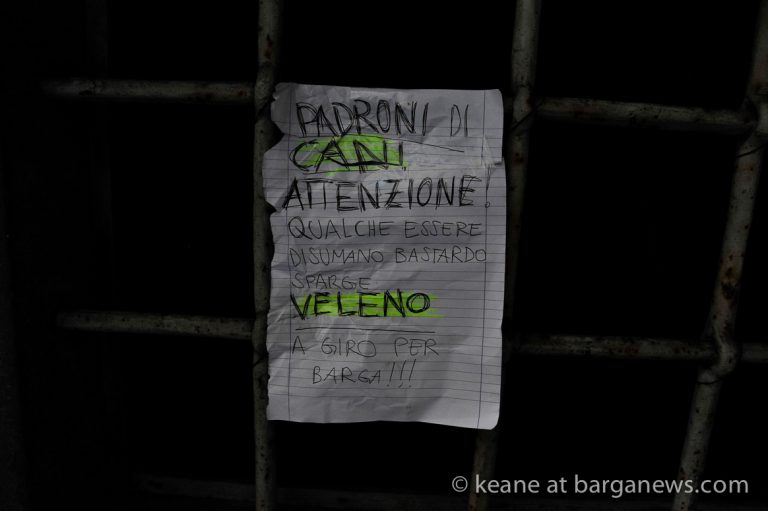 PADRONI DI
CANI
ATTENZIONE!
QUALCHE ESSERE
DISUMANO BASTARDO
SPARGE
VELENO
A GIRO PER
BARGA!!!
© keane at barganews.com